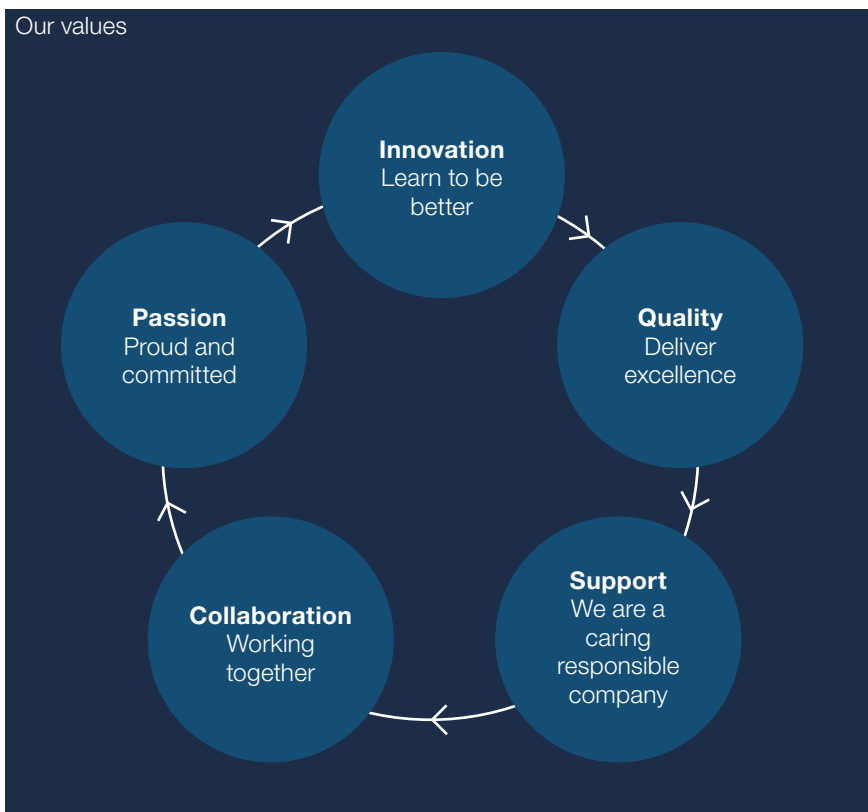 Our values
Innovation
Learn to be
better
Quality
Deliver
excellence
Support
We are a
caring
responsible
company
Collaboration
Working
together
Passion
Proud and
committed